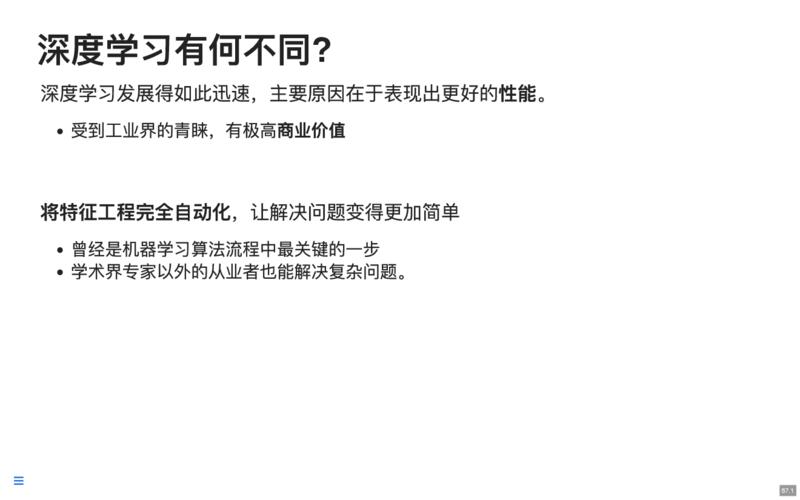 深度学习有何不同?
深度学习发展得如此迅速，主要原因在于表现出更好的性能。
受到工业界的青睐，有极高商业价值
将特征工程完全自动化，让解决问题变得更加简单
曾经是机器学习算法流程中最关键的一步
学术界专家以外的从业者也能解决复杂问题。
57.1